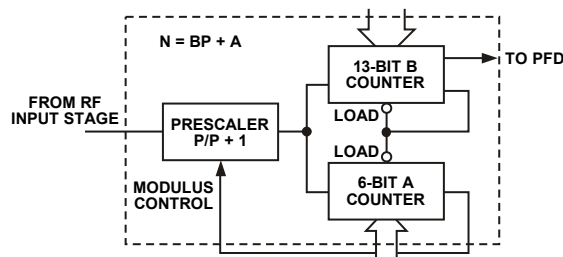 N = BP + A
13-BIT B
COUNTER
TO PFD
FROM RF
INPUT STAGE
PRESCALER
P/P + 1
LOAD
LOAD
MODULUS
CONTROL
6-BIT A
COUNTER